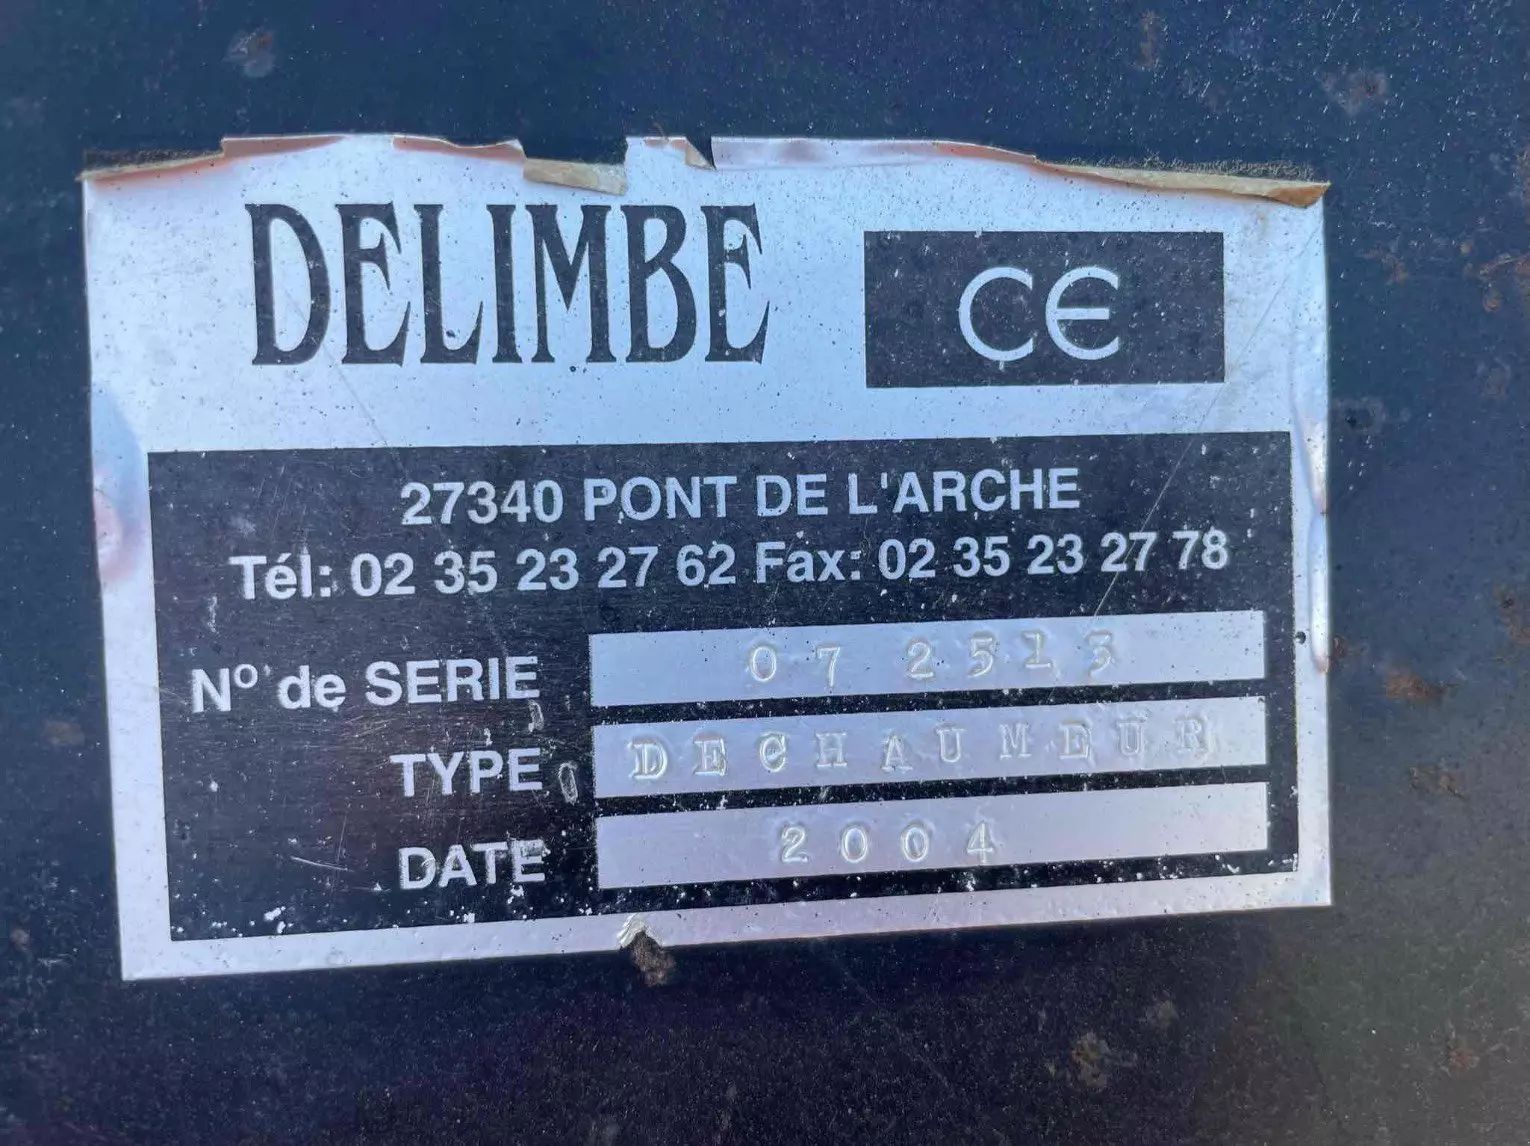 DELIMBE
CE
27340 PONT DE L'ARCHE
Tél: 02 35 23 27 62 Fax: 02 35 23 27 78
N° de SERIE 07 2513
TYPE DECHAUMEUR
DATE 2004